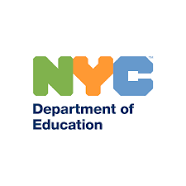 NYC
Department of
Education